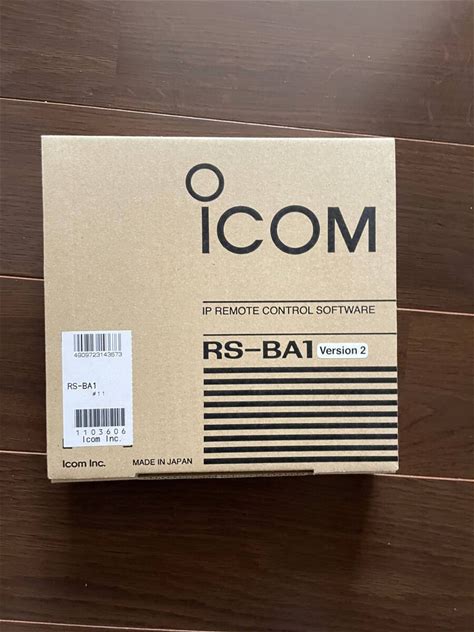 ICOM
IP REMOTE CONTROL SOFTWARE
RS-BA1 Version 2
4909723143673
RS-BA1
#11
1103606
Icom Inc.
Icom Inc.
MADE IN JAPAN